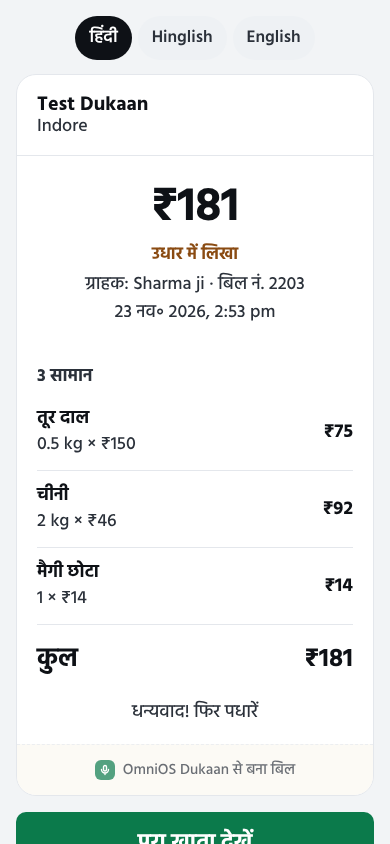 हिंदी Hinglish English
Test Dukaan
Indore
₹181
उधार में लिखा
ग्राहक: Sharma ji · बिल नं. 2203
23 नव॰ 2026, 2:53 pm
3 सामान
तूर दाल
0.5 kg × ₹150 ₹75
चीनी
2 kg × ₹46 ₹92
मैगी छोटा
1 × ₹14 ₹14
कुल ₹181
धन्यवाद! फिर पधारें
OmniOS Dukaan से बना बिल
पूरा खाता देखें